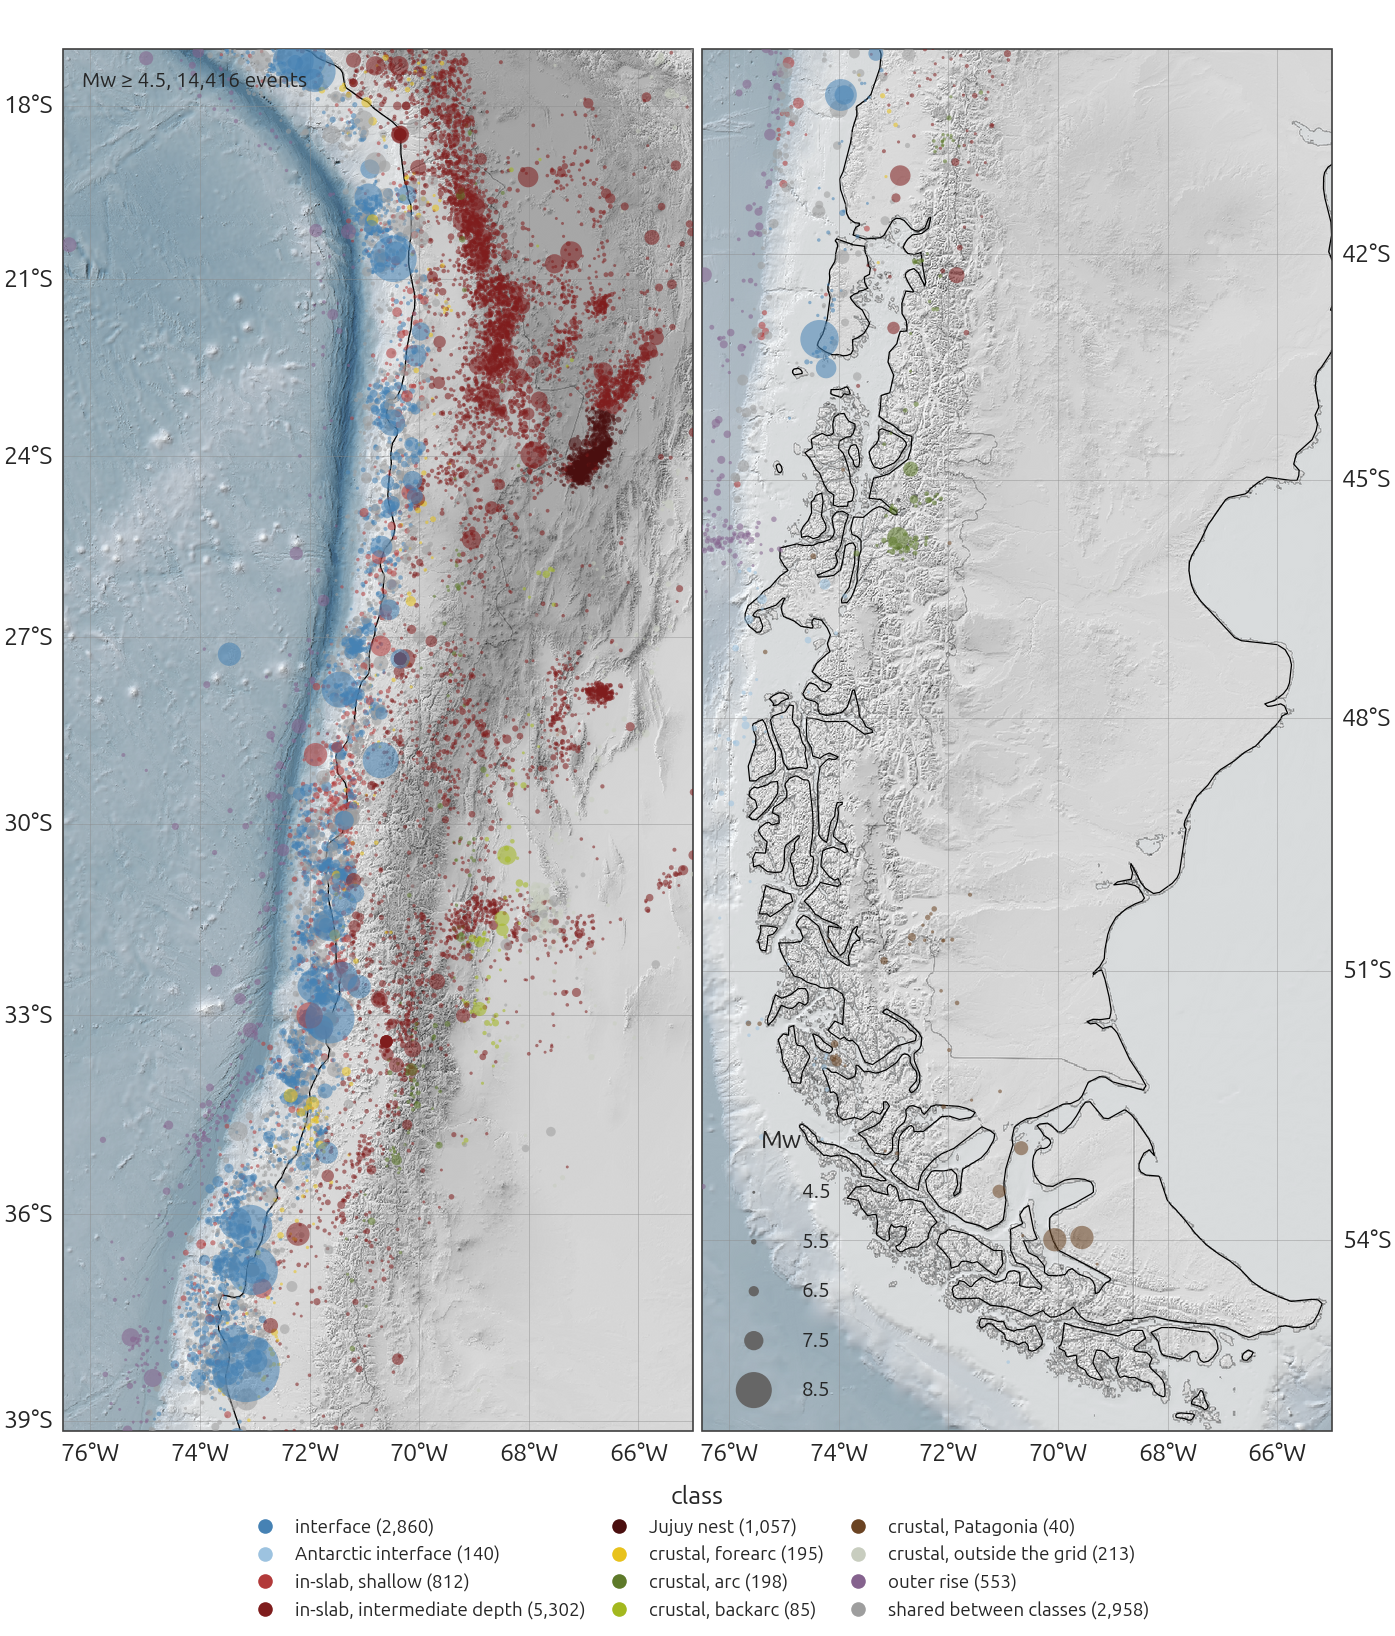 Mw ≥ 4.5, 14,416 events
18°S
21°S
24°S
27°S
30°S
33°S
36°S
39°S
76°W 74°W 72°W 70°W 68°W 66°W
42°S
45°S
48°S
51°S
54°S
Mw
4.5
5.5
6.5
7.5
8.5
76°W 74°W 72°W 70°W 68°W 66°W
class
interface (2,860)
Antarctic interface (140)
in-slab, shallow (812)
in-slab, intermediate depth (5,302)
Jujuy nest (1,057)
crustal, forearc (195)
crustal, arc (198)
crustal, backarc (85)
crustal, Patagonia (40)
crustal, outside the grid (213)
outer rise (553)
shared between classes (2,958)